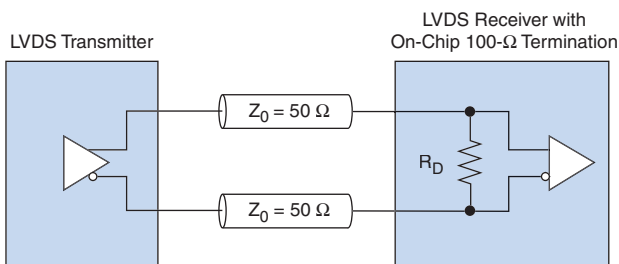 LVDS Transmitter
LVDS Receiver with
On-Chip 100-Ω Termination
Z0 = 50 Ω
RD
Z0 = 50 Ω